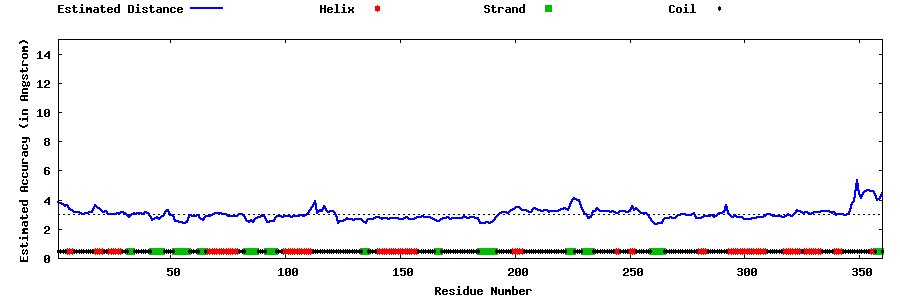 Estimated Distance Helix Strand Coil
Estimated Accuracy (in Angstrom)
14
12
10
8
6
4
2
0
50 100 150 200 250 300 350
Residue Number